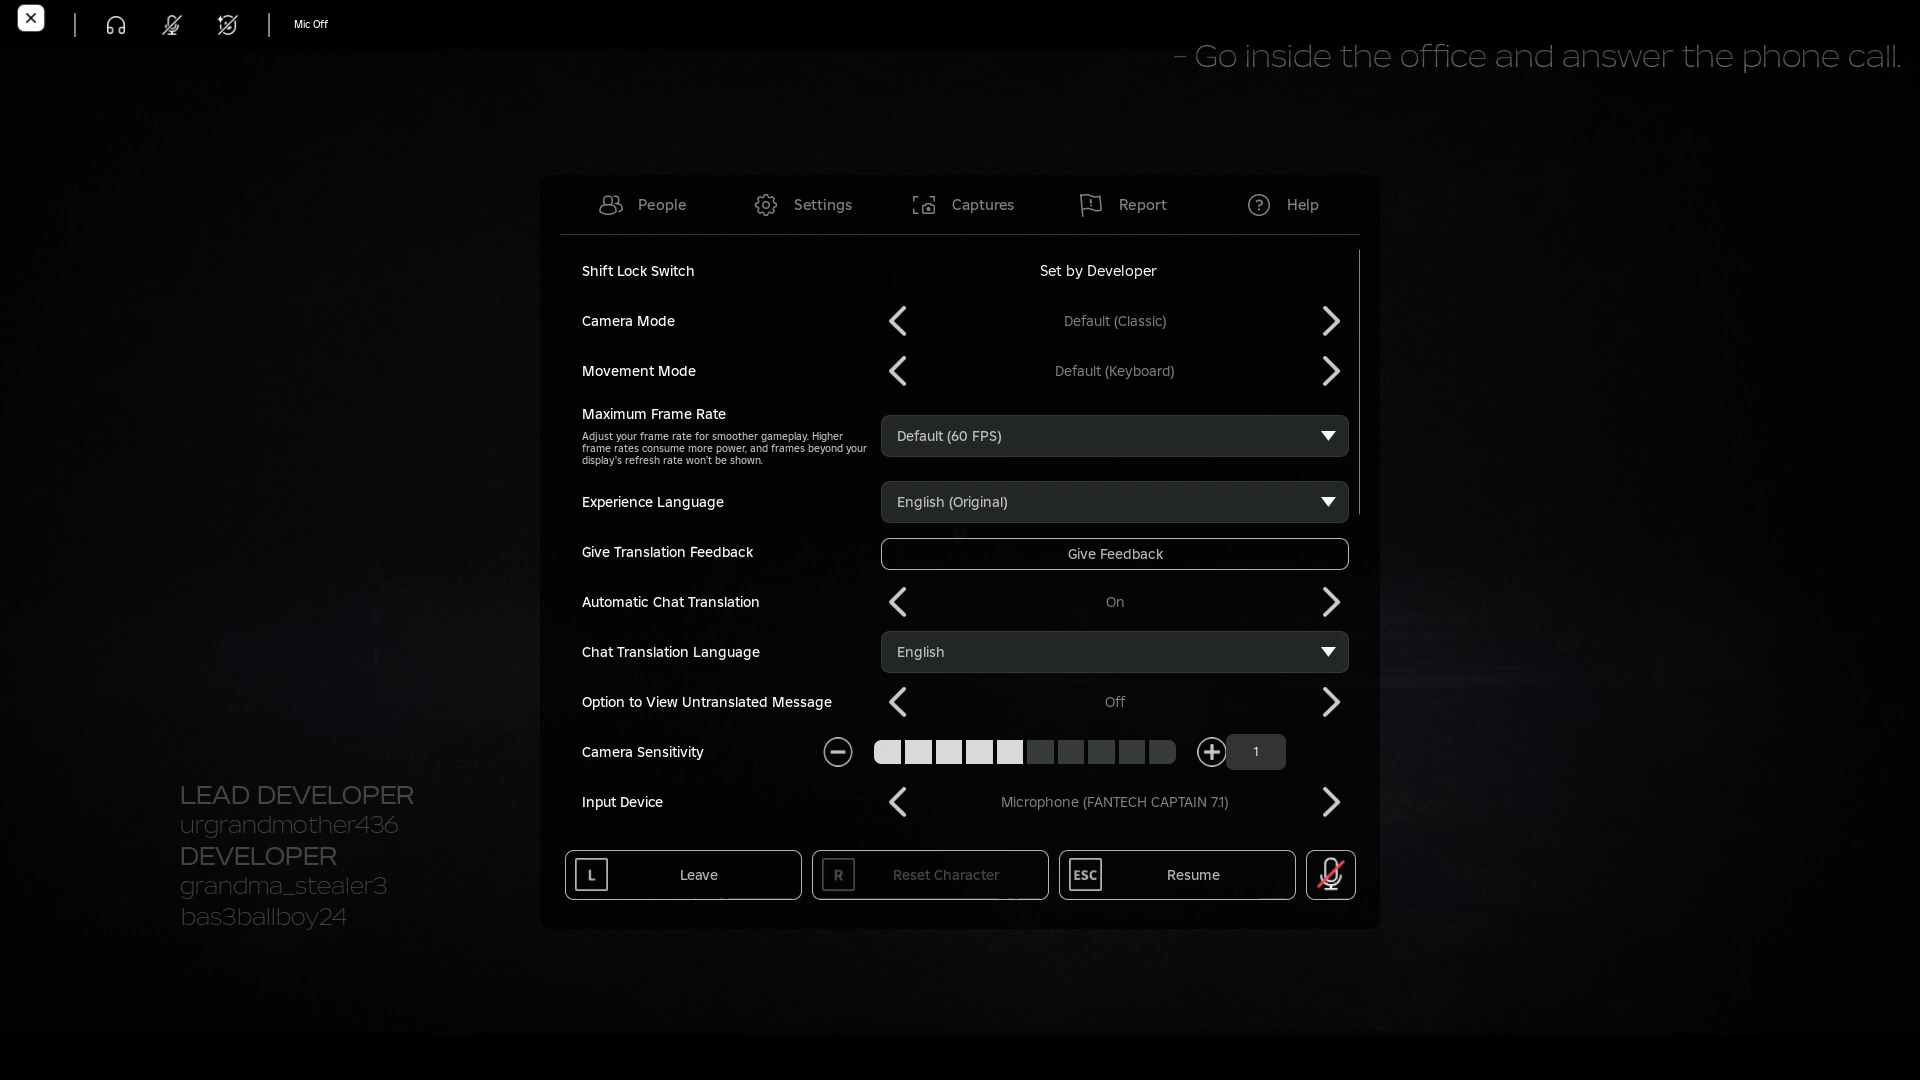 Mic Off
- Go inside the office and answer the phone call.
People
Settings
Captures
Report
Help
Shift Lock Switch
Set by Developer
Camera Mode
Default (Classic)
Movement Mode
Default (Keyboard)
Maximum Frame Rate
Adjust your frame rate for smoother gameplay. Higher
frame rates consume more power, and frames beyond your
display's refresh rate won't be shown.
Default (60 FPS)
Experience Language
English (Original)
Give Translation Feedback
Give Feedback
Automatic Chat Translation
On
Chat Translation Language
English
Option to View Untranslated Message
Off
Camera Sensitivity
1
Input Device
Microphone (FANTECH CAPTAIN 7.1)
L
Leave
R
Reset Character
ESC
Resume
LEAD DEVELOPER
urgrandmother436
DEVELOPER
grandma_stealer3
bas3ballboy24